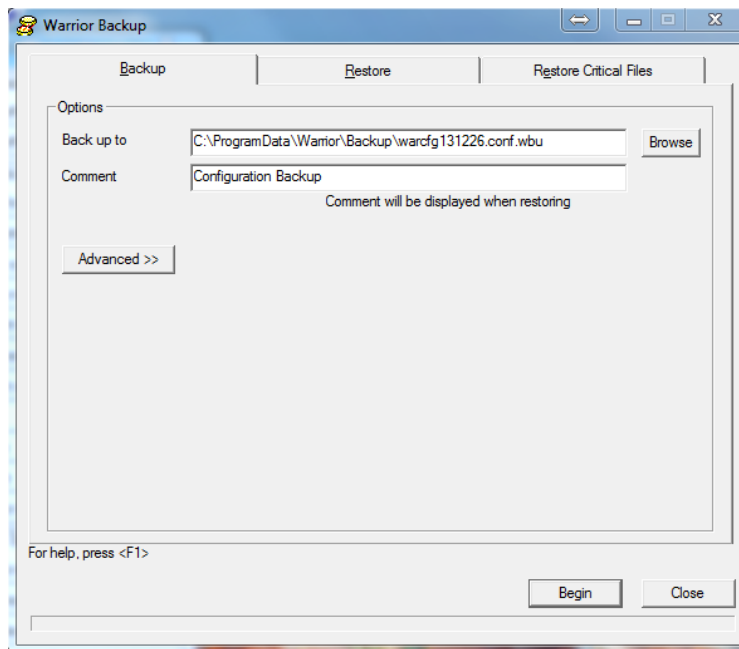 Warrior Backup
Backup
Restore
Restore Critical Files
Options
Back up to
C:\ProgramData\Warrior\Backup\warcfg131226.conf.wbu
Browse
Comment
Configuration Backup
Comment will be displayed when restoring
Advanced >>
For help, press <F1>
Begin
Close